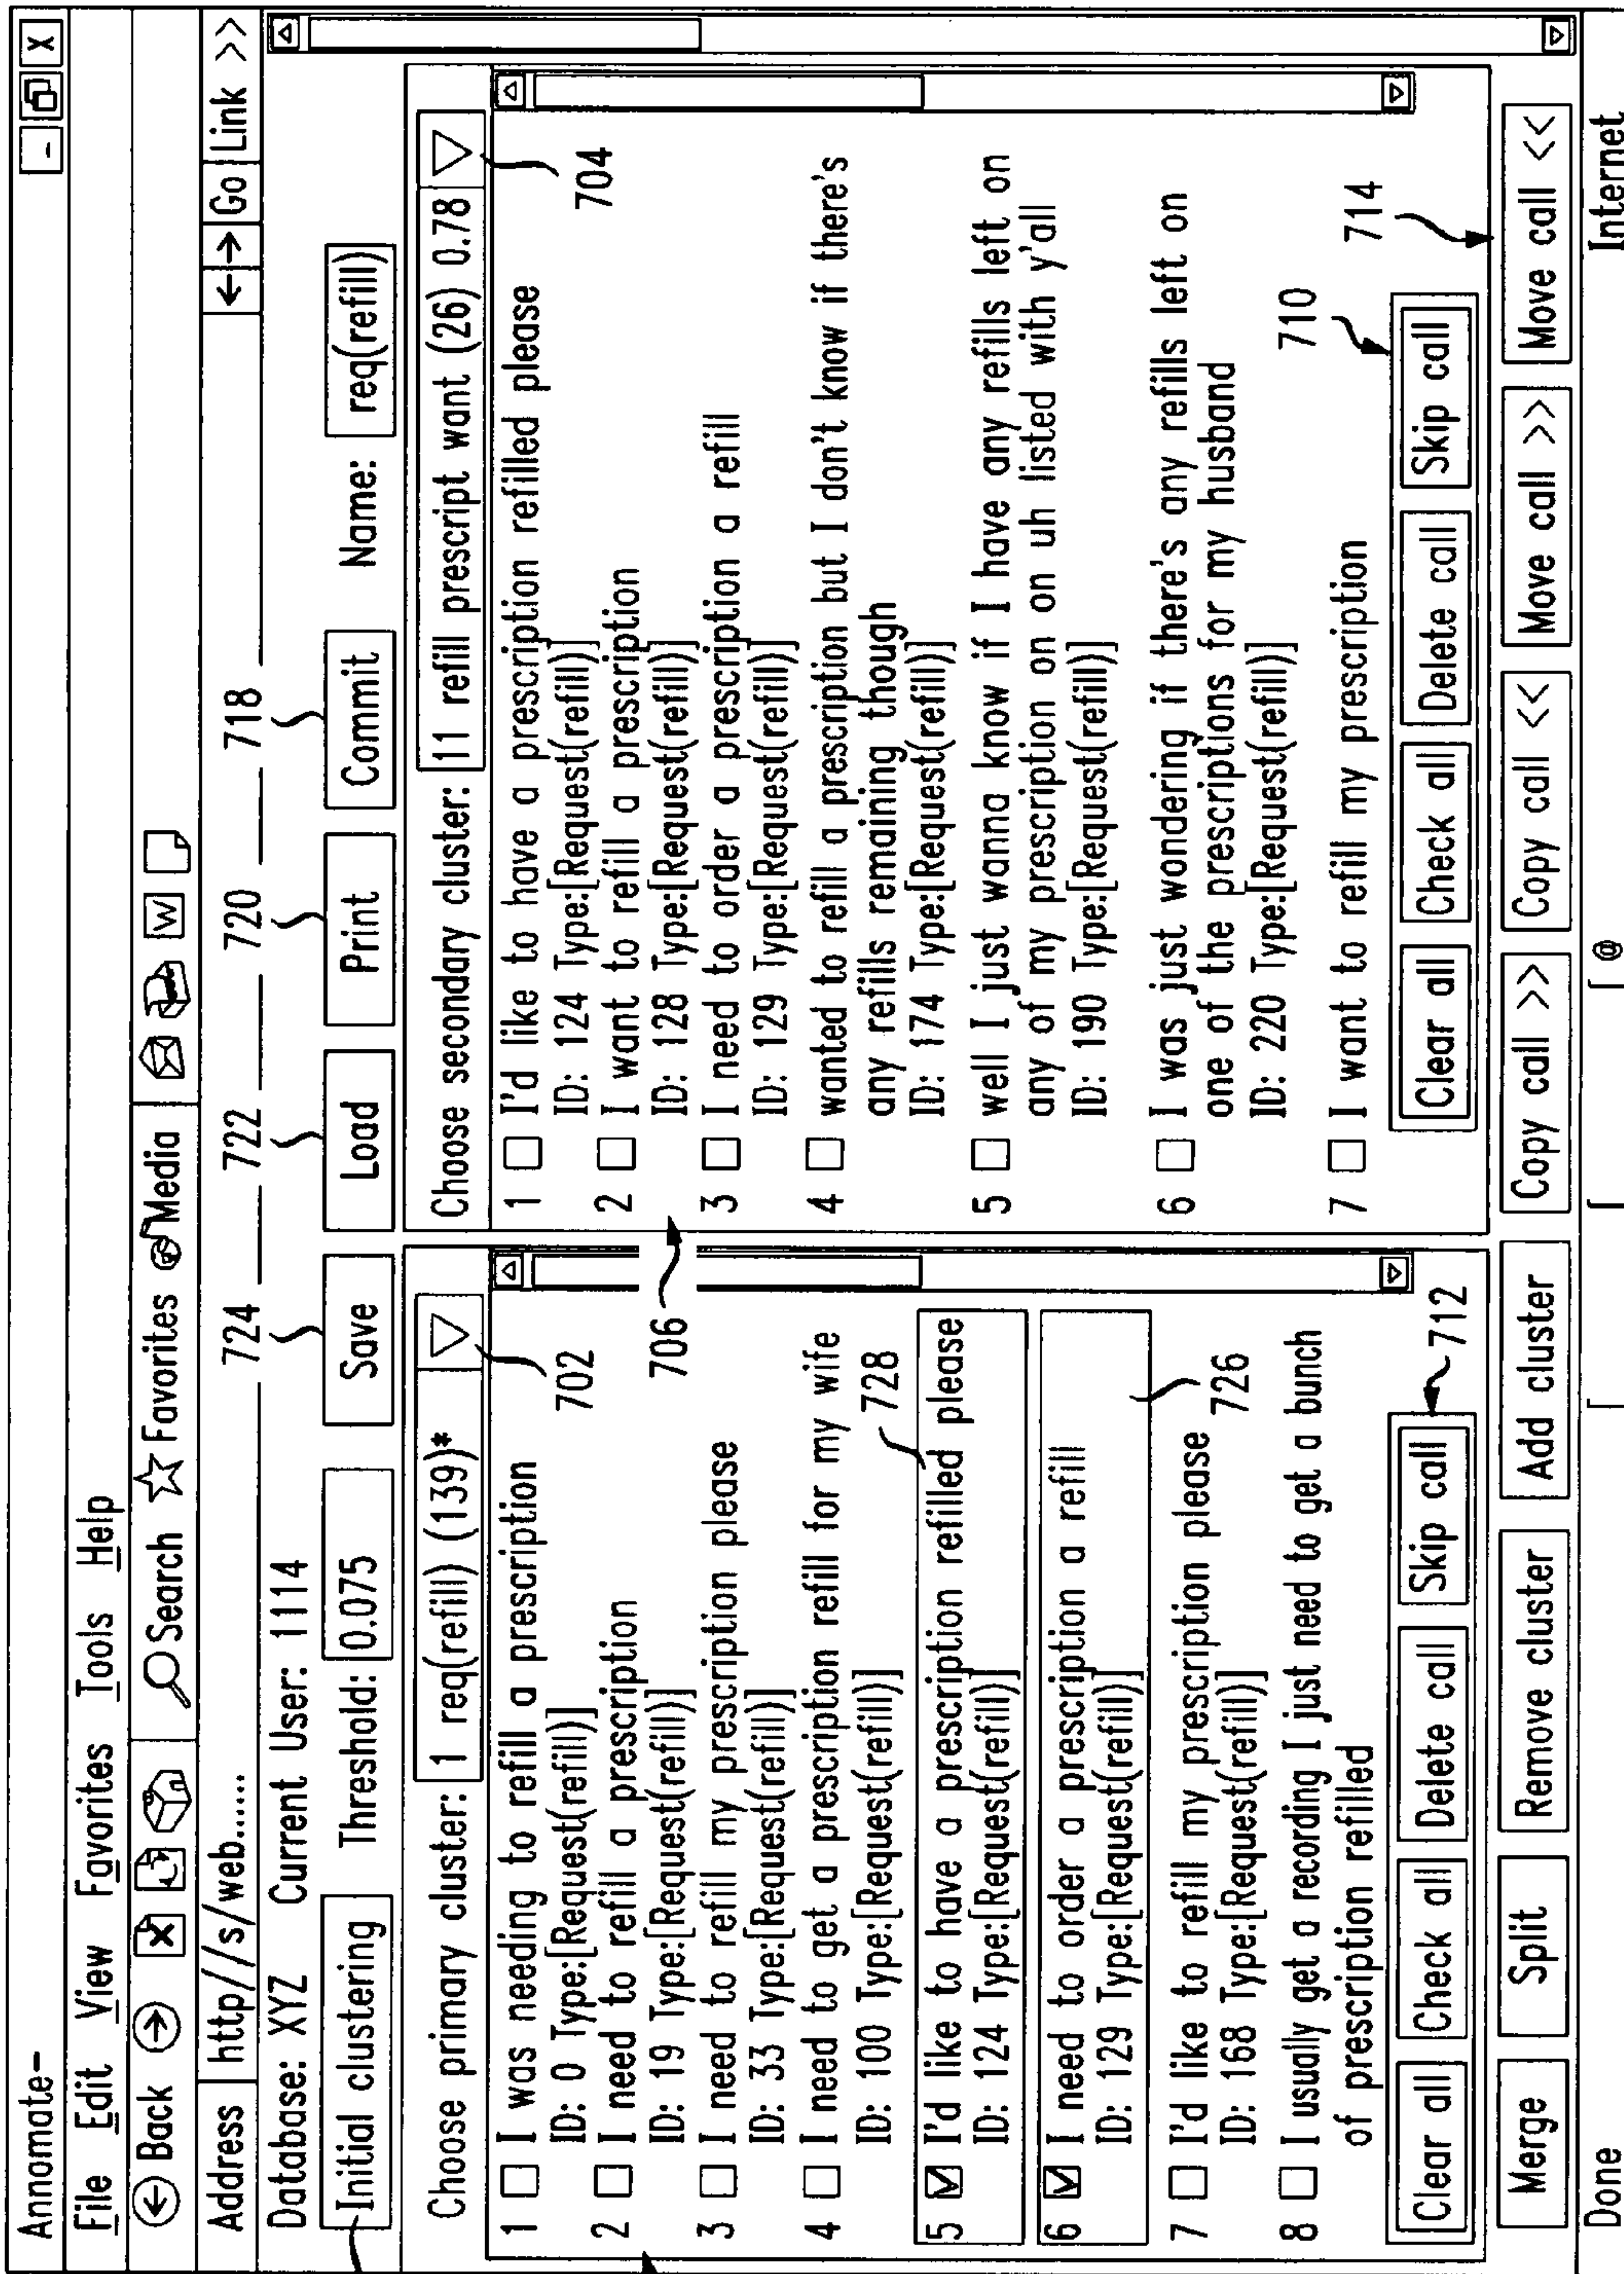 Annomate-
File Edit View Favorites Tools Help
Back Search Favorites Media W
Address http//s/web...... Go Link >>
Database: XYZ Current User: 1114 724 722 720 718
Initial clustering Threshold: 0.075 Save Load Print Commit Name: req(refill)
Choose primary cluster: 1 req(refill) (139)*
702
1 I was needing to refill a prescription
ID: 0 Type:[Request(refill)]
2 I need to refill a prescription
ID: 19 Type:[Request(refill)]
3 I need to refill my prescription please
ID: 33 Type:[Request(refill)]
4 I need to get a prescription refill for my wife
ID: 100 Type:[Request(refill)]
728
5 I'd like to have a prescription refilled please
ID: 124 Type:[Request(refill)]
6 I need to order a prescription a refill
ID: 129 Type:[Request(refill)]
726
7 I'd like to refill my prescription please
ID: 168 Type:[Request(refill)]
8 I usually get a recording I just need to get a bunch
of prescription refilled
712
Clear all Check all Delete call Skip call
Choose secondary cluster: 11 refill prescript want (26) 0.78
704
706
1 I'd like to have a prescription refilled please
ID: 124 Type:[Request(refill)]
2 I want to refill a prescription
ID: 128 Type:[Request(refill)]
3 I need to order a prescription a refill
ID: 129 Type:[Request(refill)]
4 wanted to refill a prescription but I don't know if there's
any refills remaining though
ID: 174 Type:[Request(refill)]
5 well I just wanna know if I have any refills left on
any of my prescription on on uh listed with y'all
ID: 190 Type:[Request(refill)]
6 I was just wondering if there's any refills left on
one of the prescriptions for my husband
ID: 220 Type:[Request(refill)]
7 I want to refill my prescription
710
714
Clear all Check all Delete call Skip call
Merge Split Remove cluster Add cluster Copy call >> Copy call << Move call >> Move call <<
Done @ Internet